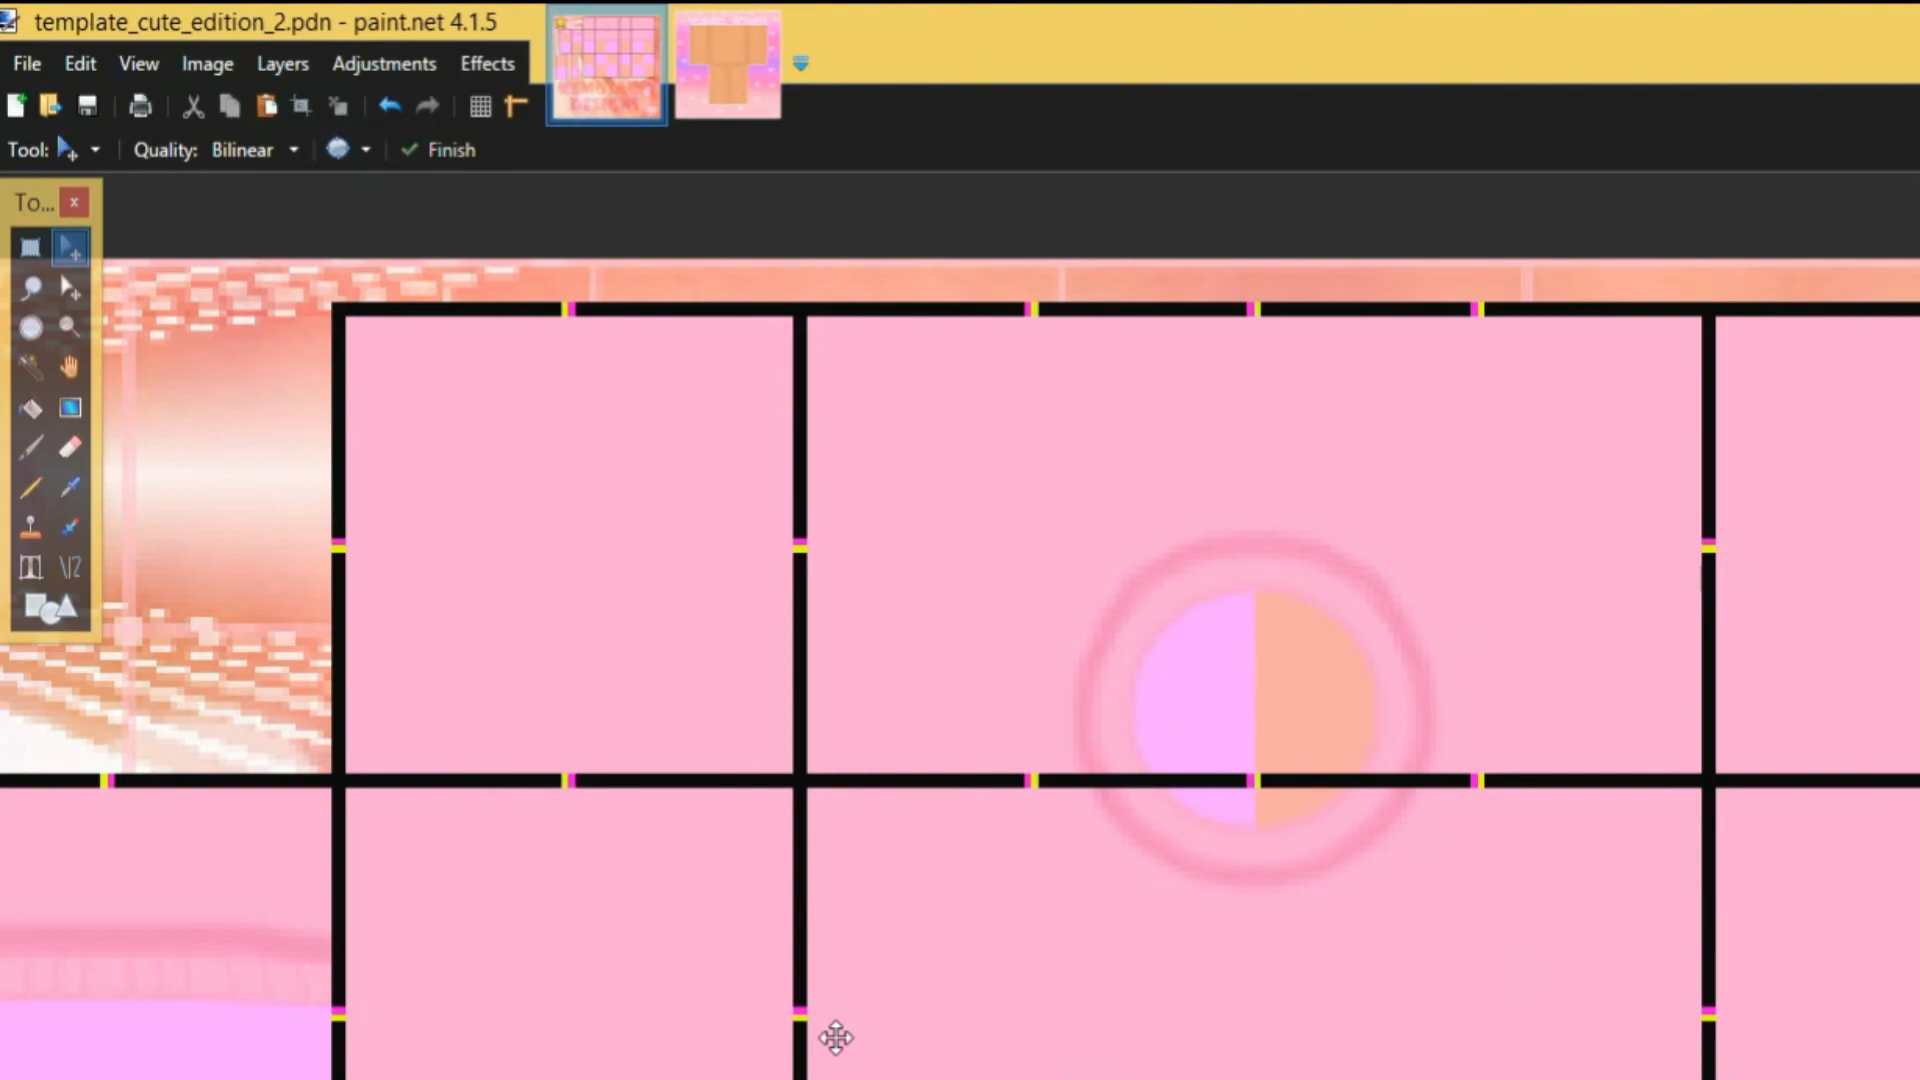 template_cute_edition_2.pdn - paint.net 4.1.5
File Edit View Image Layers Adjustments Effects
Tool: Quality: Bilinear Finish
To...
DESIGNS